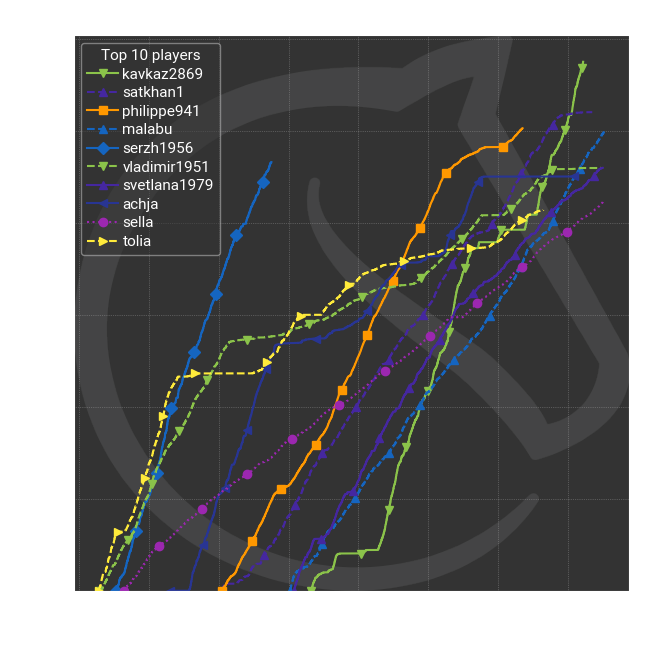 Top 10 players
kavkaz2869
satkhan1
philippe941
malabu
serzh1956
vladimir1951
svetlana1979
achja
sella
tolia